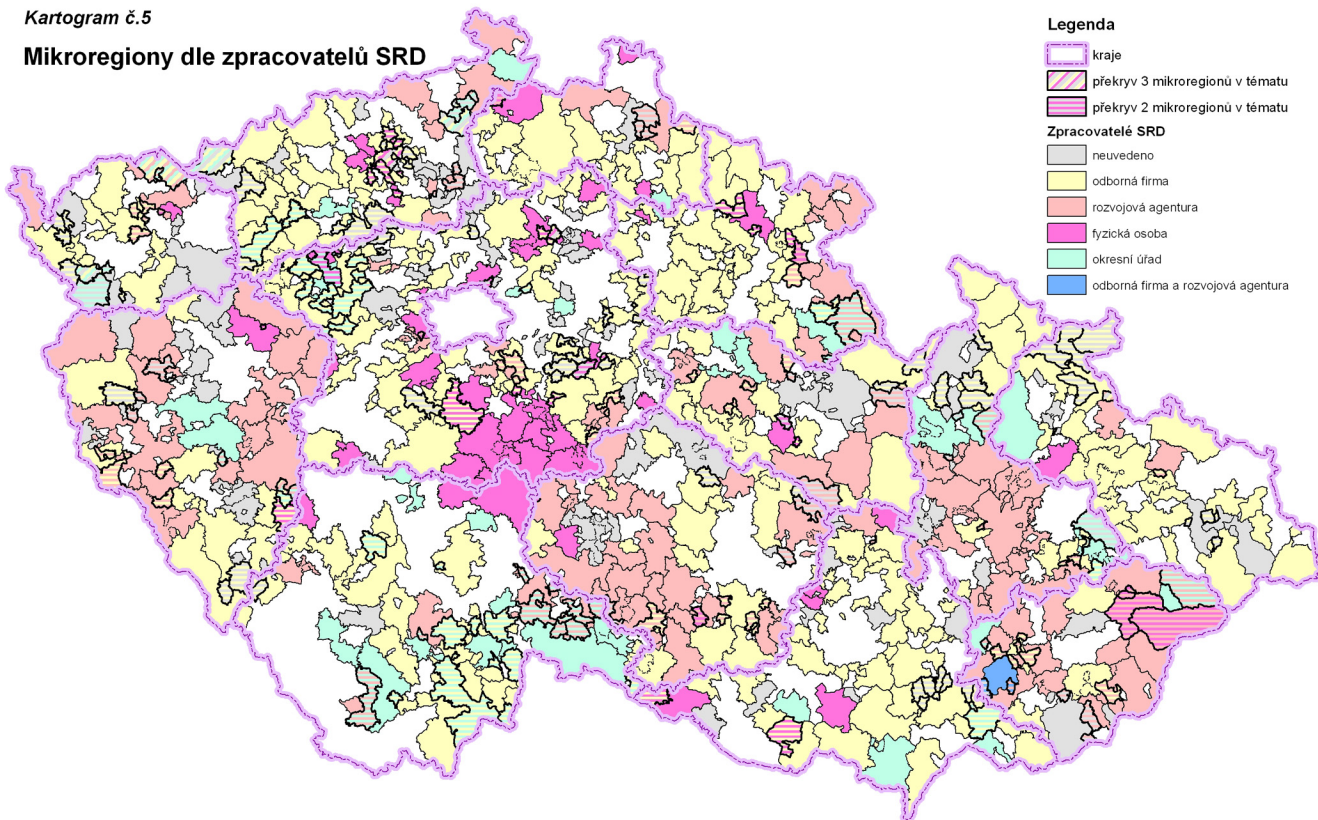 Kartogram č.5
Mikroregiony dle zpracovatelů SRD
Legenda
kraje
překryv 3 mikroregionů v tématu
překryv 2 mikroregionů v tématu
Zpracovatelé SRD
neuvedeno
odborná firma
rozvojová agentura
fyzická osoba
okresní úřad
odborná firma a rozvojová agentura